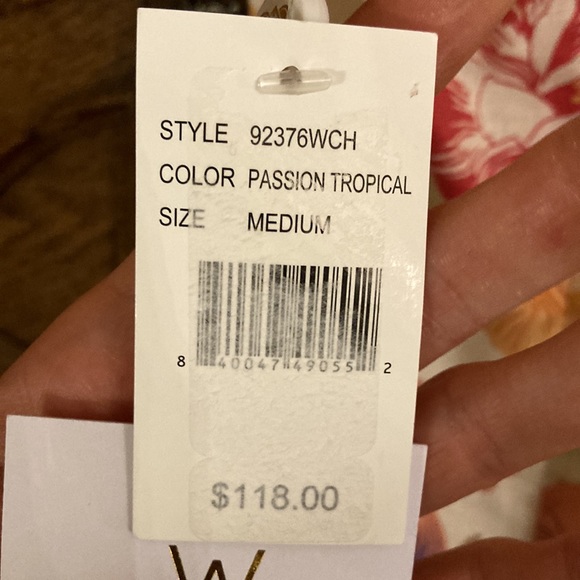 STYLE 92376WCH
COLOR PASSION TROPICAL
SIZE MEDIUM
8 40047 49055 2
$118.00
W